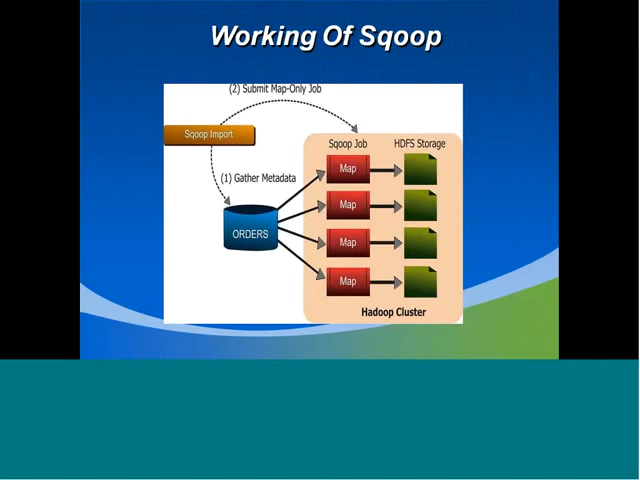 Working Of Sqoop
(2) Submit Map-Only Job
Sqoop Import
Sqoop Job
HDFS Storage
Map
(1) Gather Metadata
Map
ORDERS
Map
Map
Hadoop Cluster